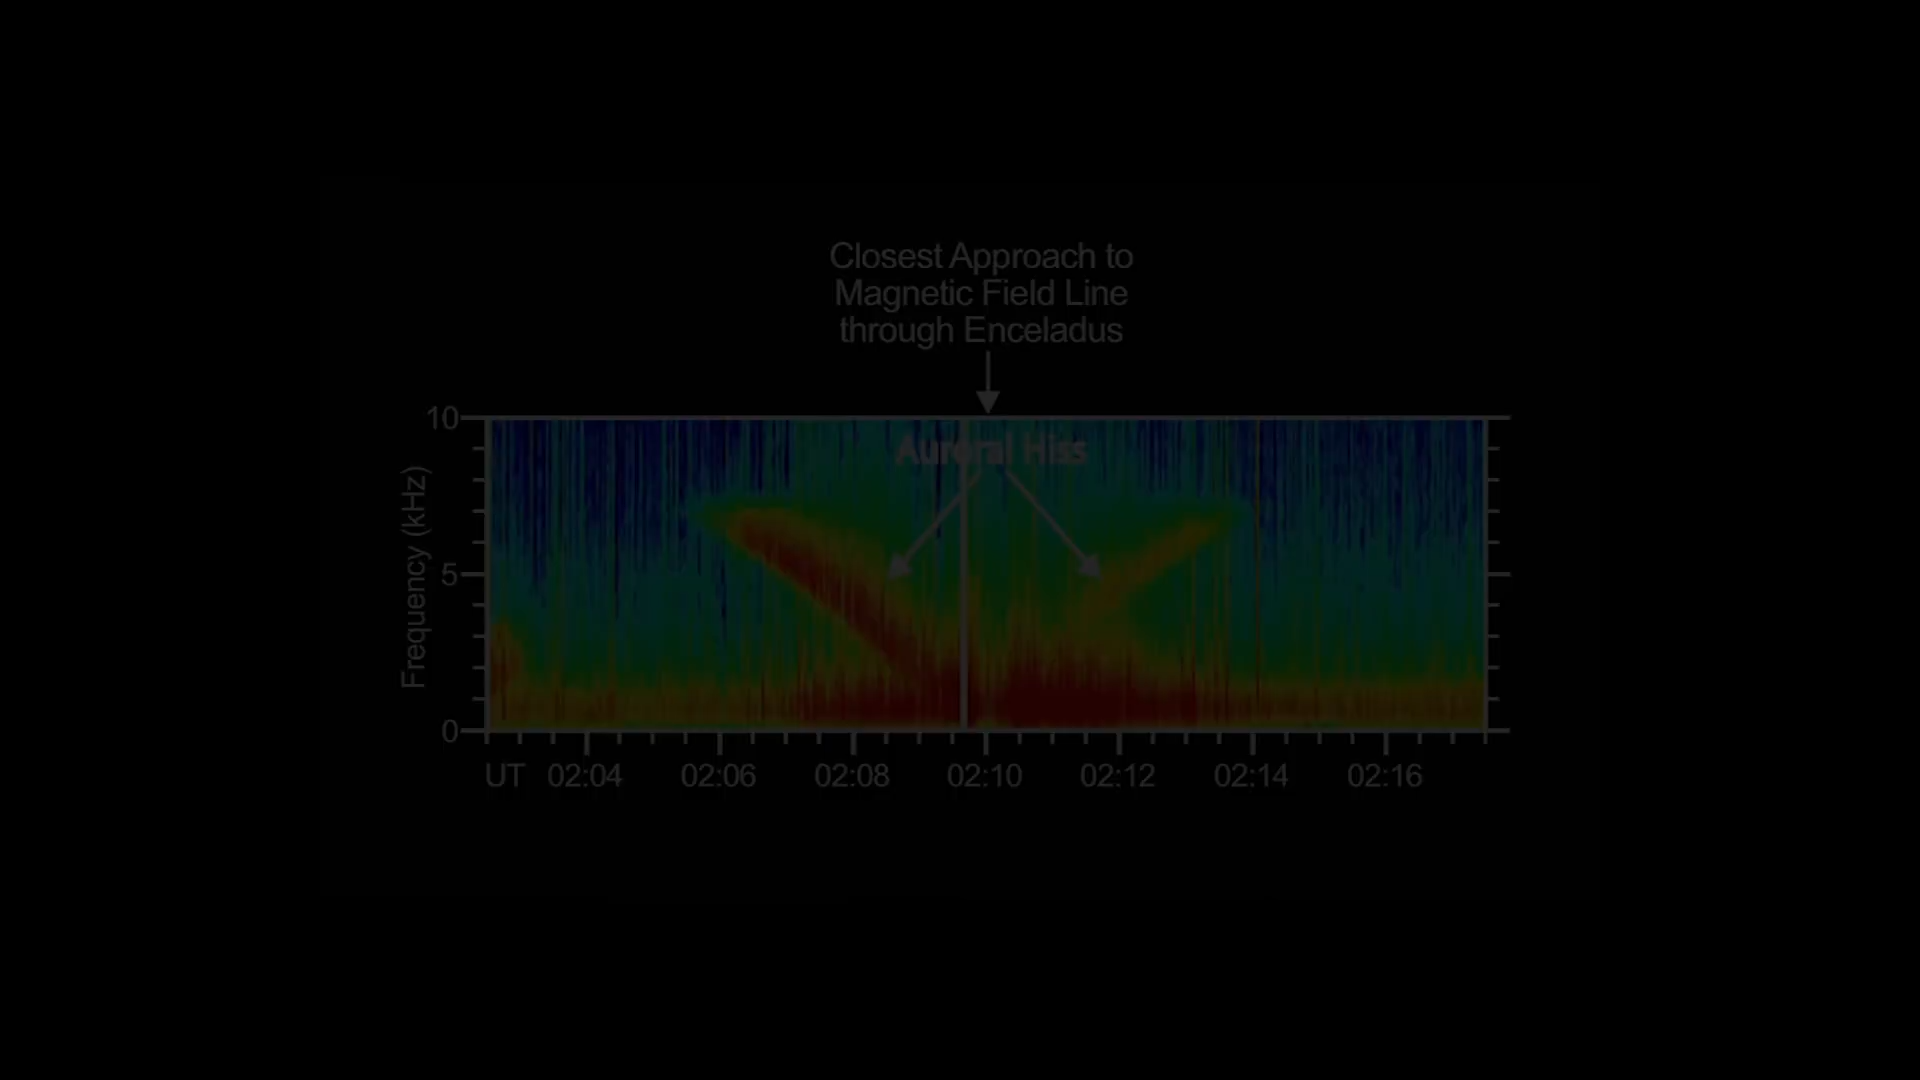 Closest Approach to
Magnetic Field Line
through Enceladus
Auroral Hiss
10
5
0
Frequency (kHz)
UT 02:04 02:06 02:08 02:10 02:12 02:14 02:16